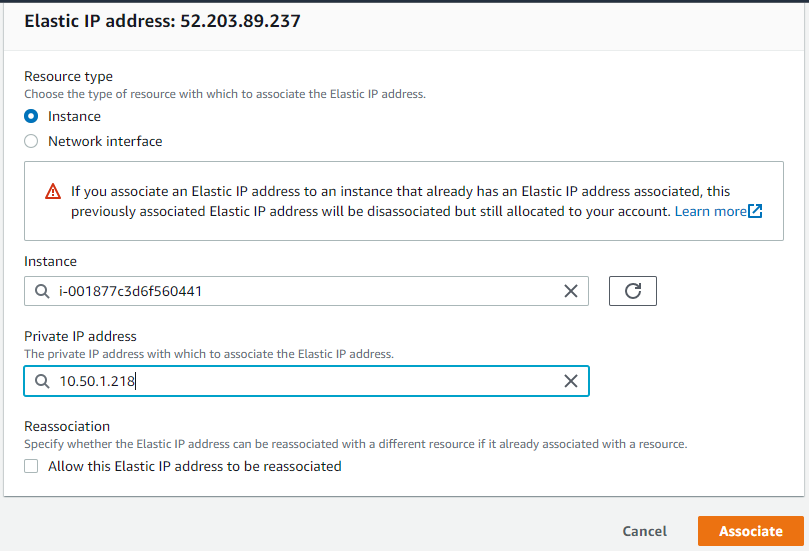 Elastic IP address: 52.203.89.237
Resource type
Choose the type of resource with which to associate the Elastic IP address.
Instance
Network interface
If you associate an Elastic IP address to an instance that already has an Elastic IP address associated, this
previously associated Elastic IP address will be disassociated but still allocated to your account. Learn more
Instance
i-001877c3d6f560441
Private IP address
The private IP address with which to associate the Elastic IP address.
10.50.1.218
Reassociation
Specify whether the Elastic IP address can be reassociated with a different resource if it already associated with a resource.
Allow this Elastic IP address to be reassociated
Cancel
Associate